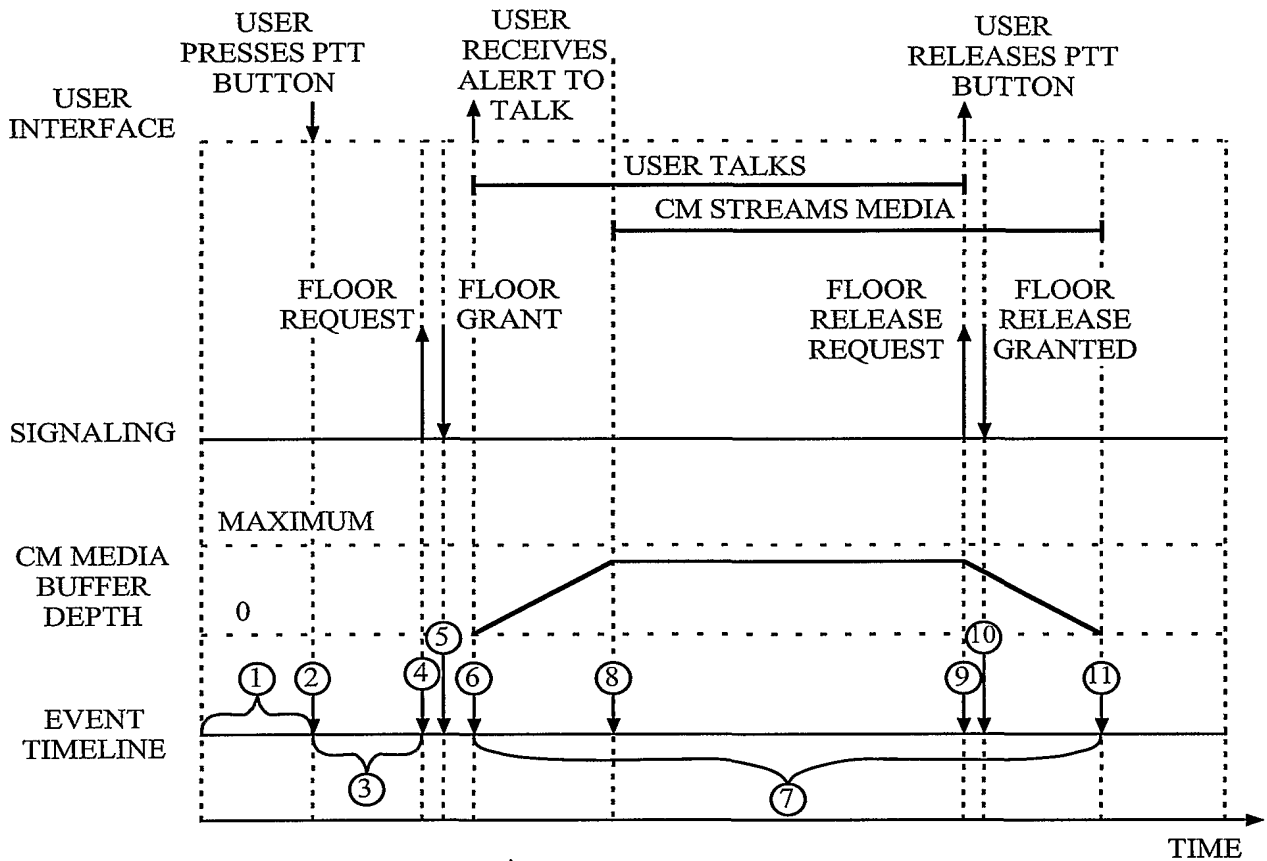 USER
PRESSES PTT
BUTTON
USER
RECEIVES
ALERT TO
TALK
USER
RELEASES PTT
BUTTON
USER
INTERFACE
USER TALKS
CM STREAMS MEDIA
FLOOR
REQUEST
FLOOR
GRANT
FLOOR
RELEASE
REQUEST
FLOOR
RELEASE
GRANTED
SIGNALING
MAXIMUM
CM MEDIA
BUFFER
DEPTH
0
5
10
1
2
4
6
8
9
11
EVENT
TIMELINE
3
7
TIME